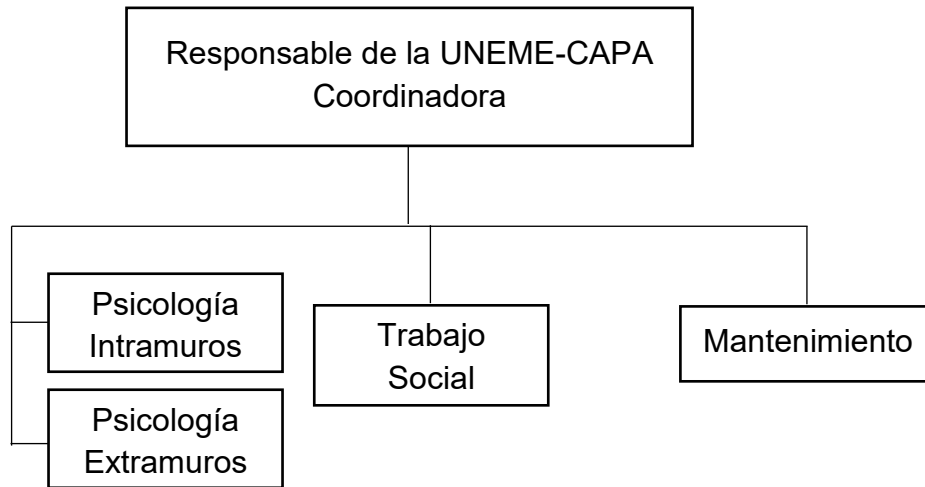 Responsable de la UNEME-CAPA
Coordinadora
Psicología
Intramuros
Psicología
Extramuros
Trabajo
Social
Mantenimiento